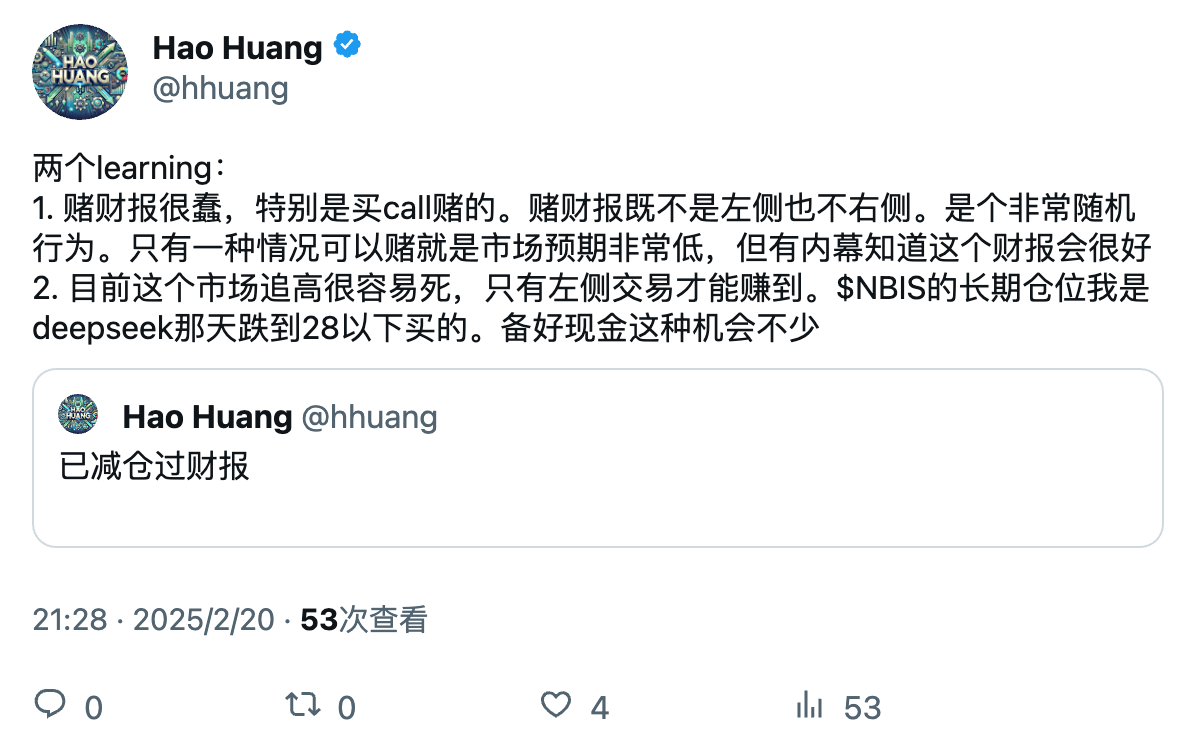 HAO
HUANG
Hao Huang
@hhuang
两个learning：
1. 赌财报很蠢，特别是买call赌的。赌财报既不是左侧也不右侧。是个非常随机
行为。只有一种情况可以赌就是市场预期非常低，但有内幕知道这个财报会很好
2. 目前这个市场追高很容易死，只有左侧交易才能赚到。$NBIS的长期仓位我是
deepseek那天跌到28以下买的。备好现金这种机会不少
HAO
HUANG
Hao Huang @hhuang
已减仓过财报
21:28 · 2025/2/20 · 53次查看
0 0 4 53